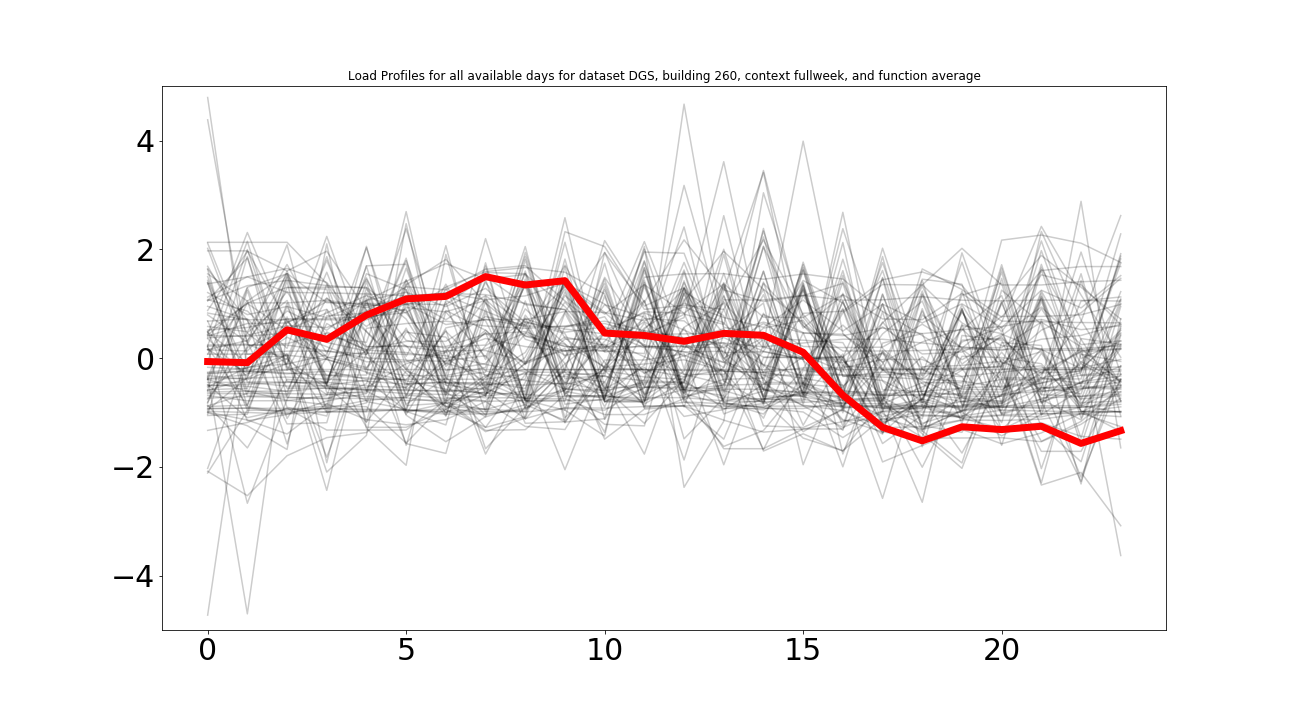 Load Profiles for all available days for dataset DGS, building 260, context fullweek, and function average
4
2
0
−2
−4
0 5 10 15 20